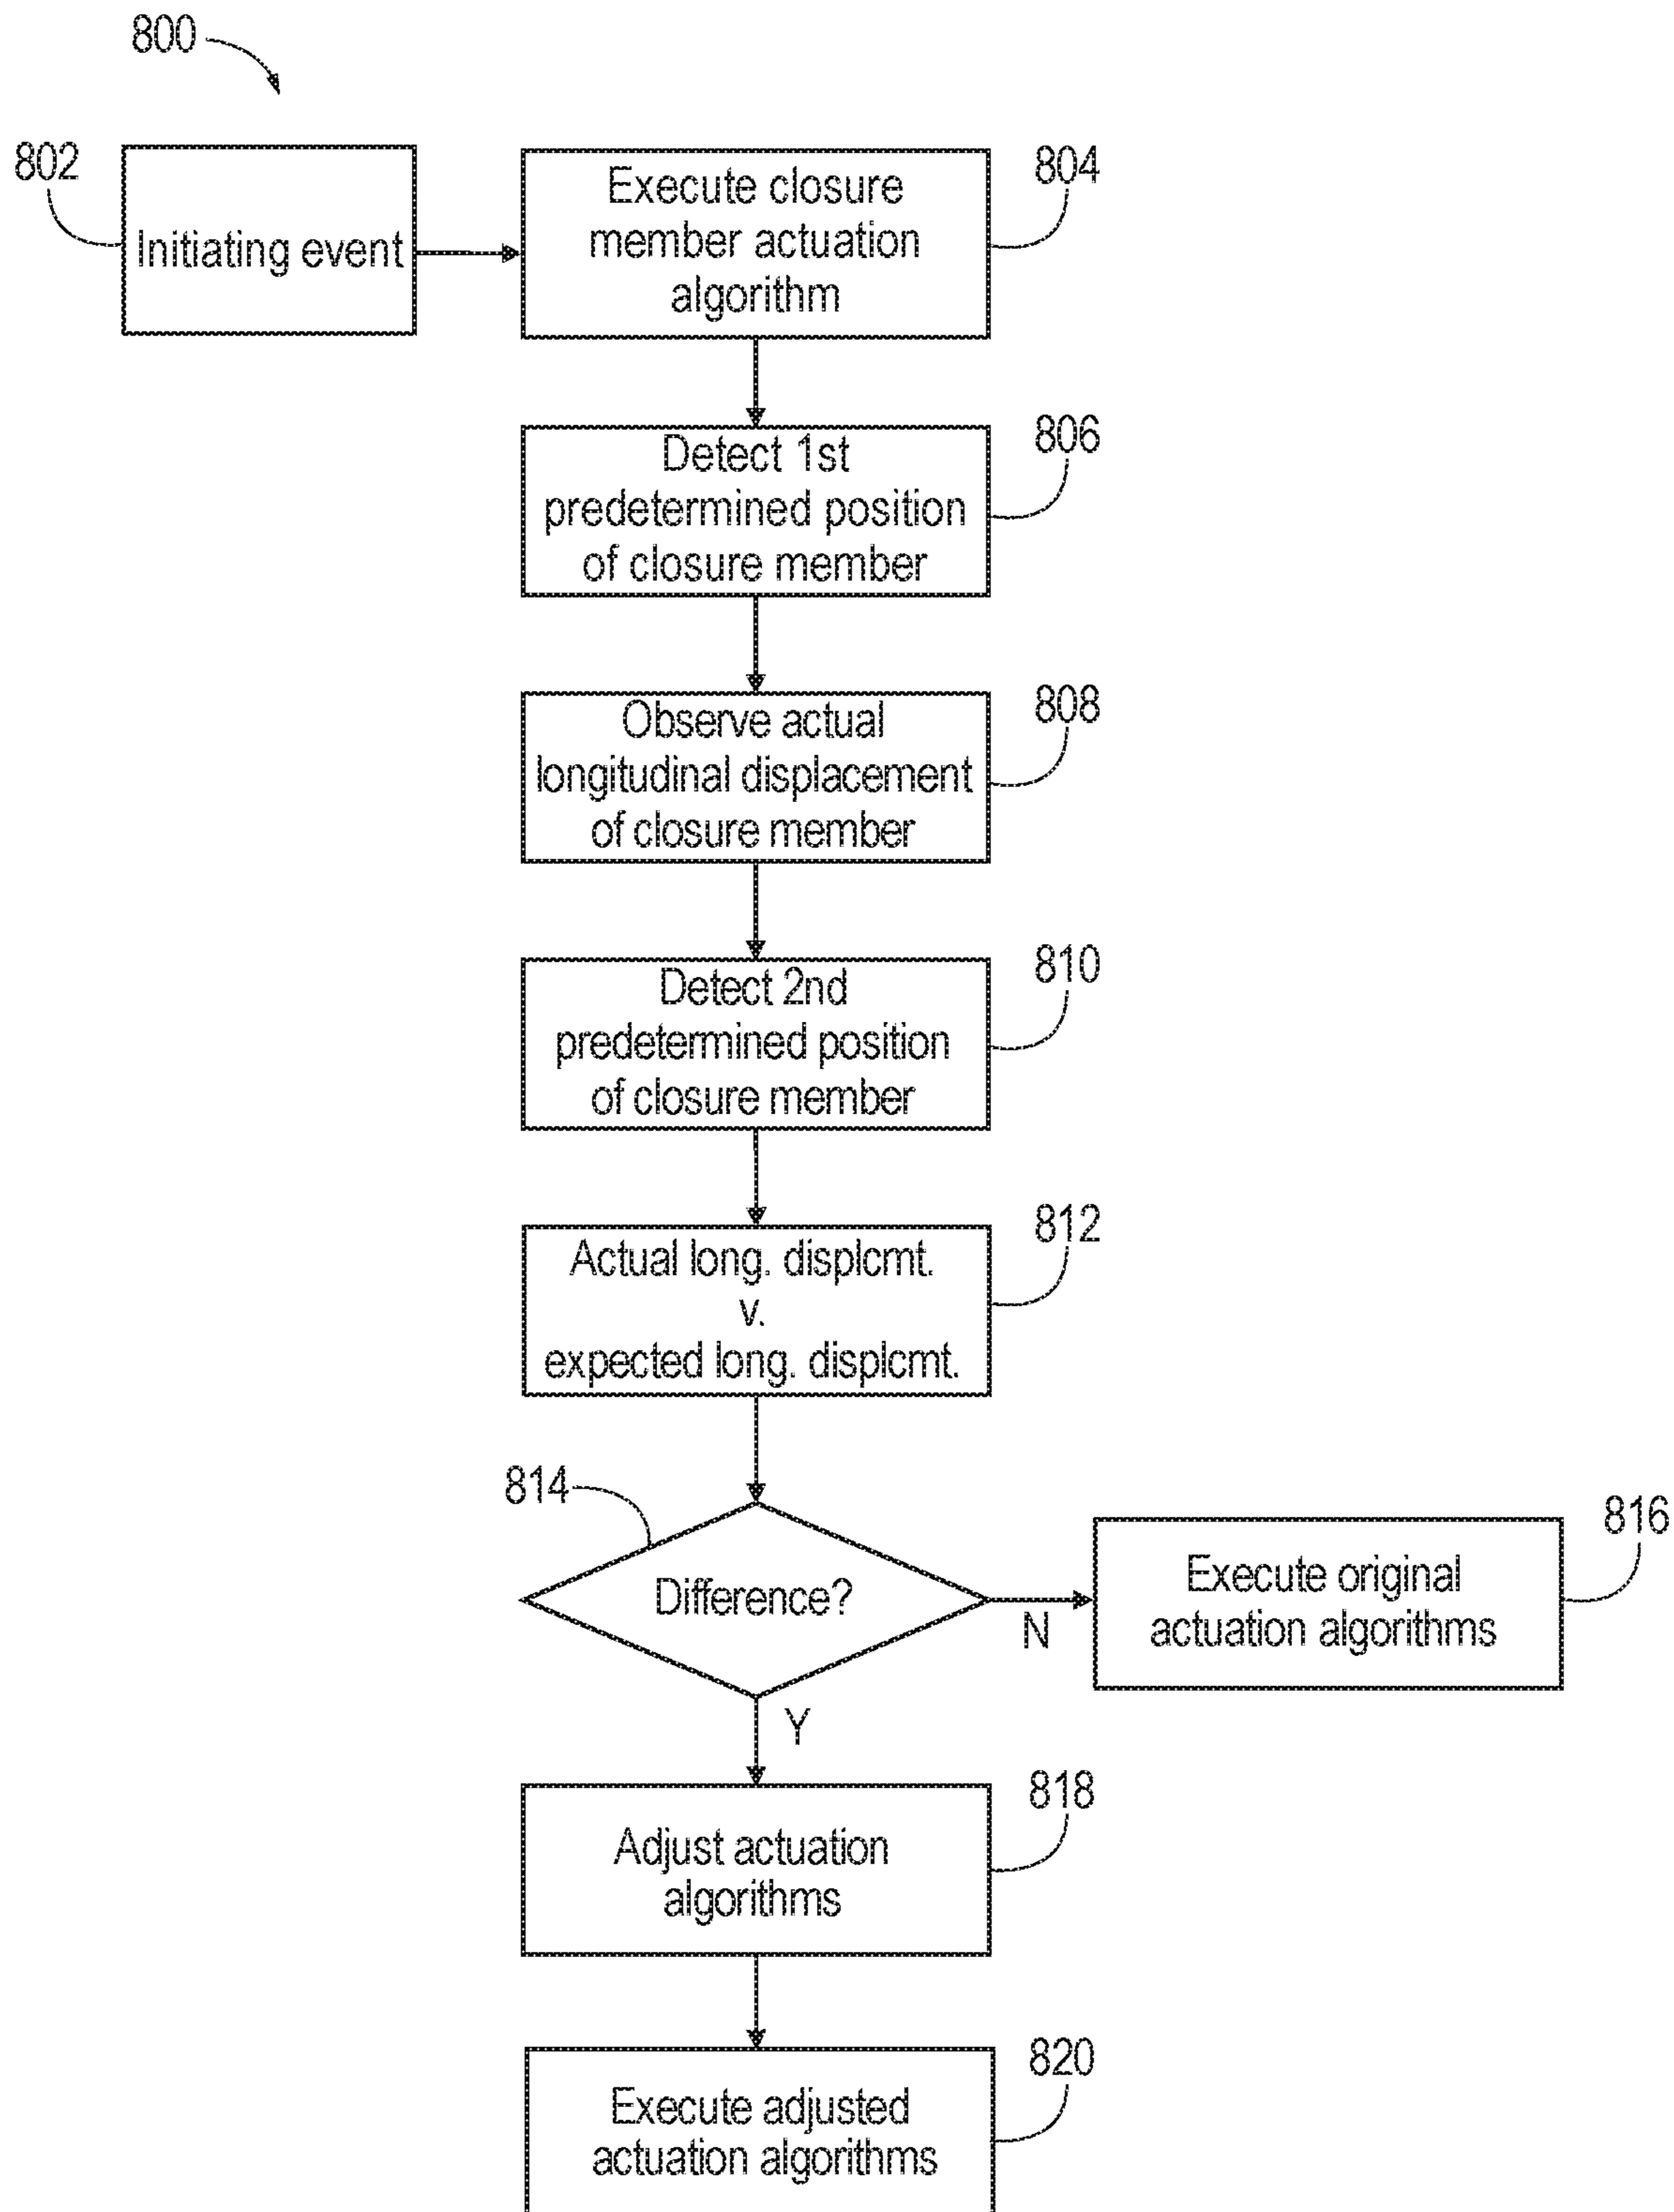 800
802
Initiating event
804
Execute closure
member actuation
algorithm
806
Detect 1st
predetermined position
of closure member
808
Observe actual
longitudinal displacement
of closure member
810
Detect 2nd
predetermined position
of closure member
812
Actual long. displcmt.
v.
expected long. displcmt.
814
Difference?
N
816
Execute original
actuation algorithms
Y
818
Adjust actuation
algorithms
820
Execute adjusted
actuation algorithms